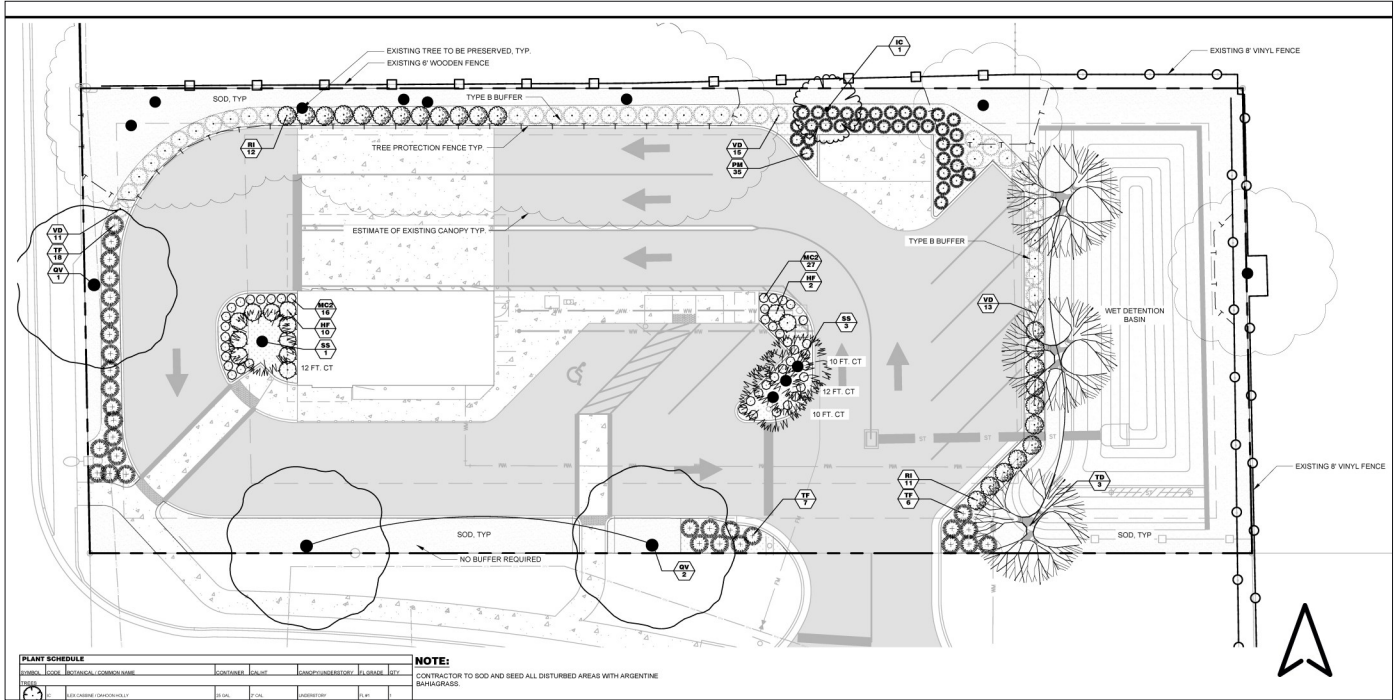 EXISTING TREE TO BE PRESERVED, TYP.
EXISTING 6' WOODEN FENCE
IC
1
EXISTING 8' VINYL FENCE
SOD, TYP
TYPE B BUFFER
RI
12
TREE PROTECTION FENCE TYP.
VD
15
PM
35
VD
11
TF
18
QV
1
ESTIMATE OF EXISTING CANOPY TYP.
TYPE B BUFFER
MC2
27
HF
2
MC2
16
HF
10
SS
1
12 FT. CT
SS
3
VD
13
WET DETENTION
BASIN
10 FT. CT
12 FT. CT
10 FT. CT
ST
ST
EXISTING 8' VINYL FENCE
RI
11
TF
6
TD
3
TF
7
SOD, TYP
NO BUFFER REQUIRED
QV
2
SOD, TYP
PLANT SCHEDULE
SYMBOL CODE BOTANICAL / COMMON NAME CONTAINER CAL/HT CANOPY/UNDERSTORY FL GRADE QTY
TREES
IC ILEX CASSINE / DAHOON HOLLY 25 GAL 2" CAL UNDERSTORY FL #1 1
NOTE:
CONTRACTOR TO SOD AND SEED ALL DISTURBED AREAS WITH ARGENTINE
BAHIAGRASS.